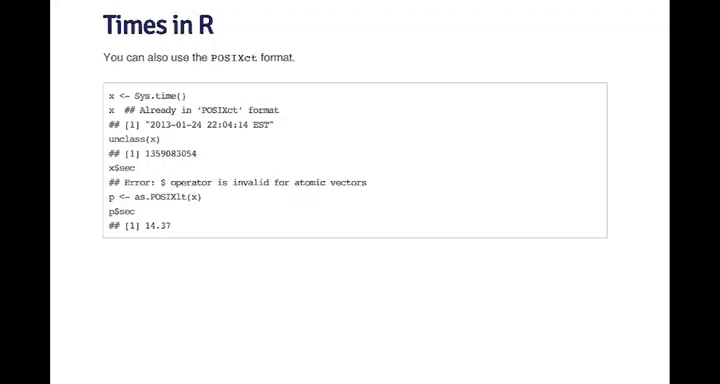 Times in R
You can also use the POSIXct format.
x <- Sys.time()
x  ## Already in ‘POSIXct’ format
## [1] "2013-01-24 22:04:14 EST"
unclass(x)
## [1] 1359083054
x$sec
## Error: $ operator is invalid for atomic vectors
p <- as.POSIXlt(x)
p$sec
## [1] 14.37